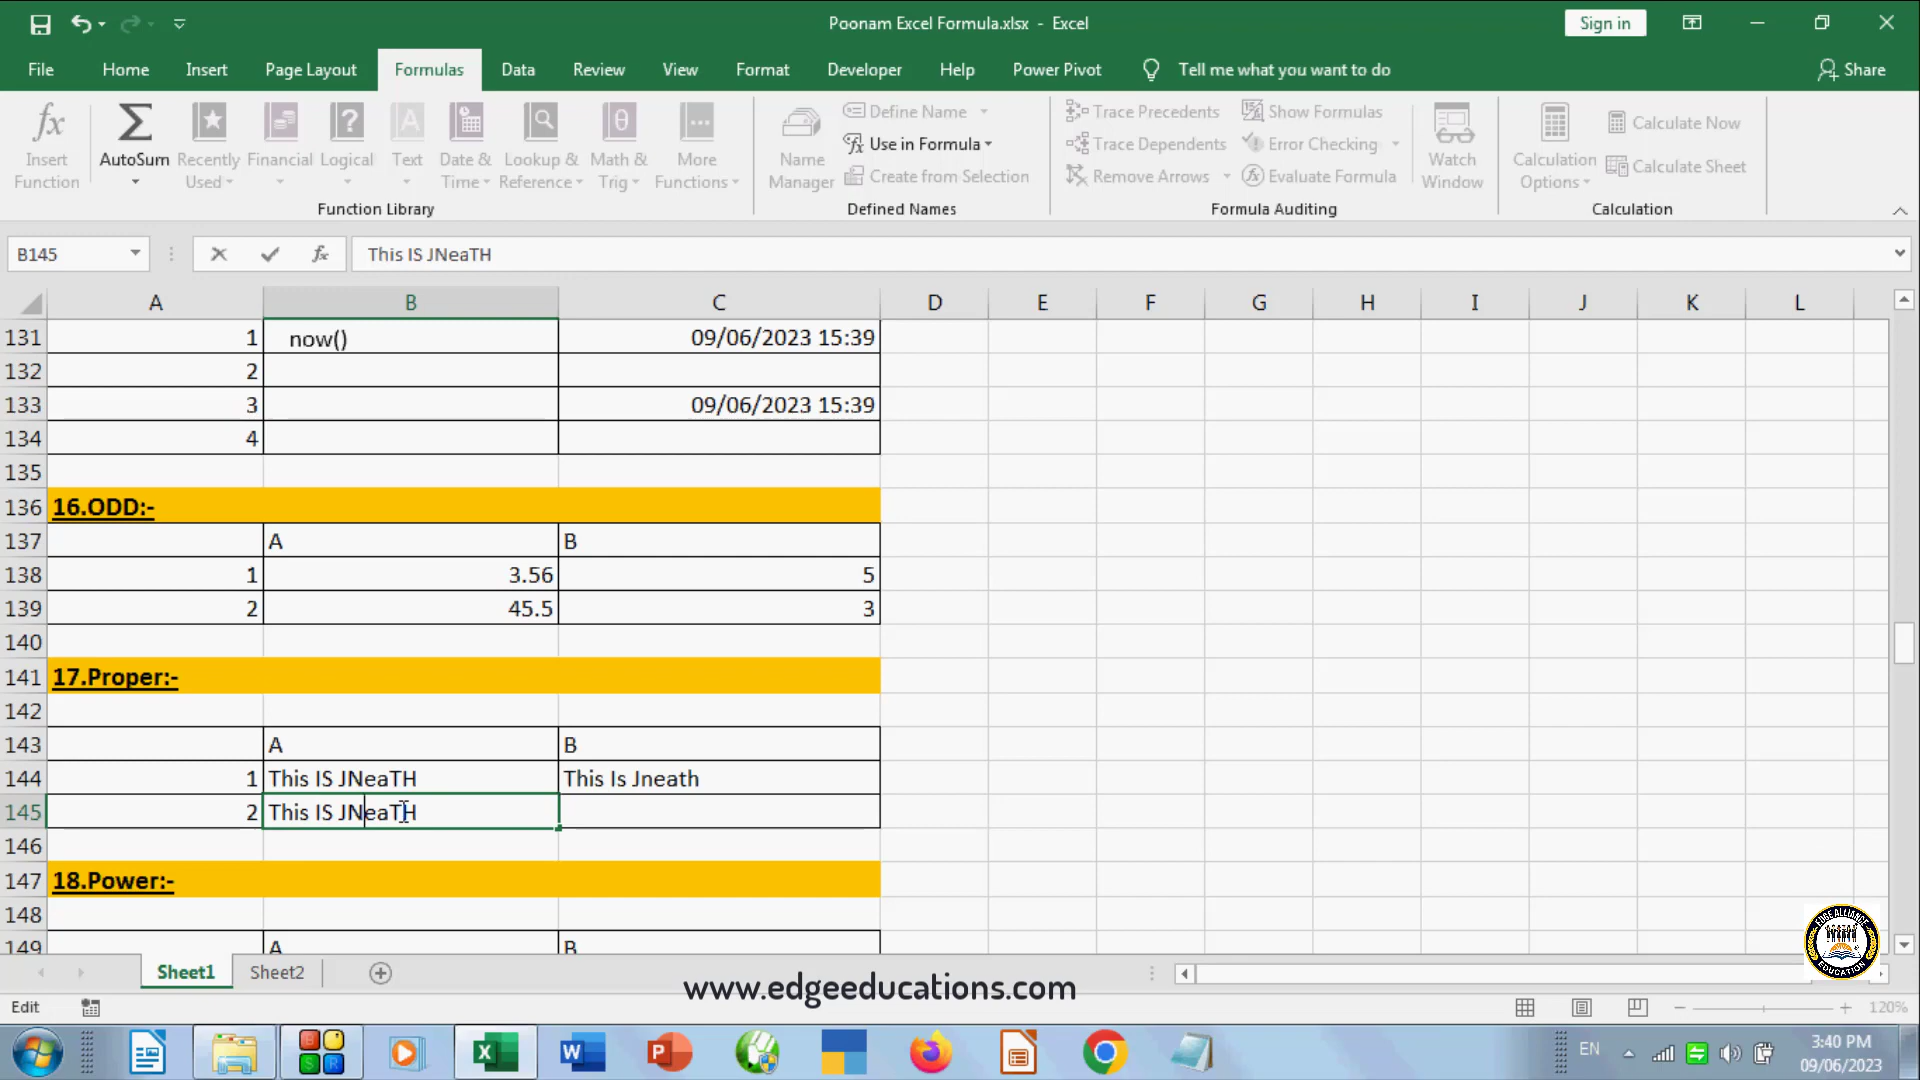 Poonam Excel Formula.xlsx - Excel
Sign in
File Home Insert Page Layout Formulas Data Review View Format Developer Help Power Pivot Tell me what you want to do Share
Insert Function
AutoSum
Recently Used
Financial
Logical
Text
Date & Time
Lookup & Reference
Math & Trig
More Functions
Function Library
Name Manager
Define Name
Use in Formula
Create from Selection
Defined Names
Trace Precedents
Trace Dependents
Remove Arrows
Show Formulas
Error Checking
Evaluate Formula
Watch Window
Formula Auditing
Calculation Options
Calculate Now
Calculate Sheet
Calculation
B145 fx This IS JNeaTH
A B C D E F G H I J K L
131 1 now() 09/06/2023 15:39
132 2
133 3 09/06/2023 15:39
134 4
135
136 16.ODD:-
137 A B
138 1 3.56 5
139 2 45.5 3
140
141 17.Proper:-
142
143 A B
144 1 This IS JNeaTH This Is Jneath
145 2 This IS JNeaTH
146
147 18.Power:-
148
149 A B
EDGE ALLIANCE
EDUCATION
Sheet1 Sheet2
www.edgeeducations.com
Edit
120%
EN
3:40 PM
09/06/2023